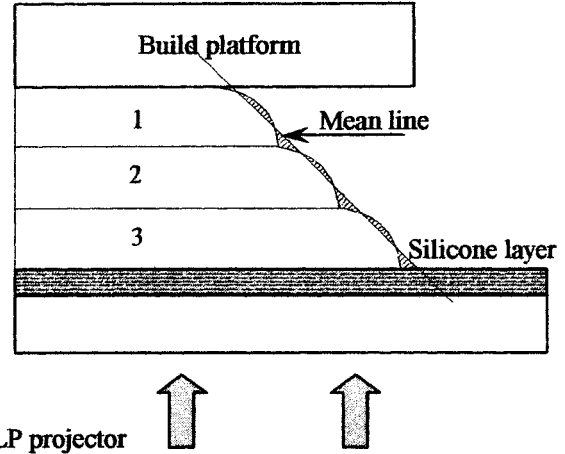 Build platform
1
Mean line
2
3
Silicone layer
LP projector